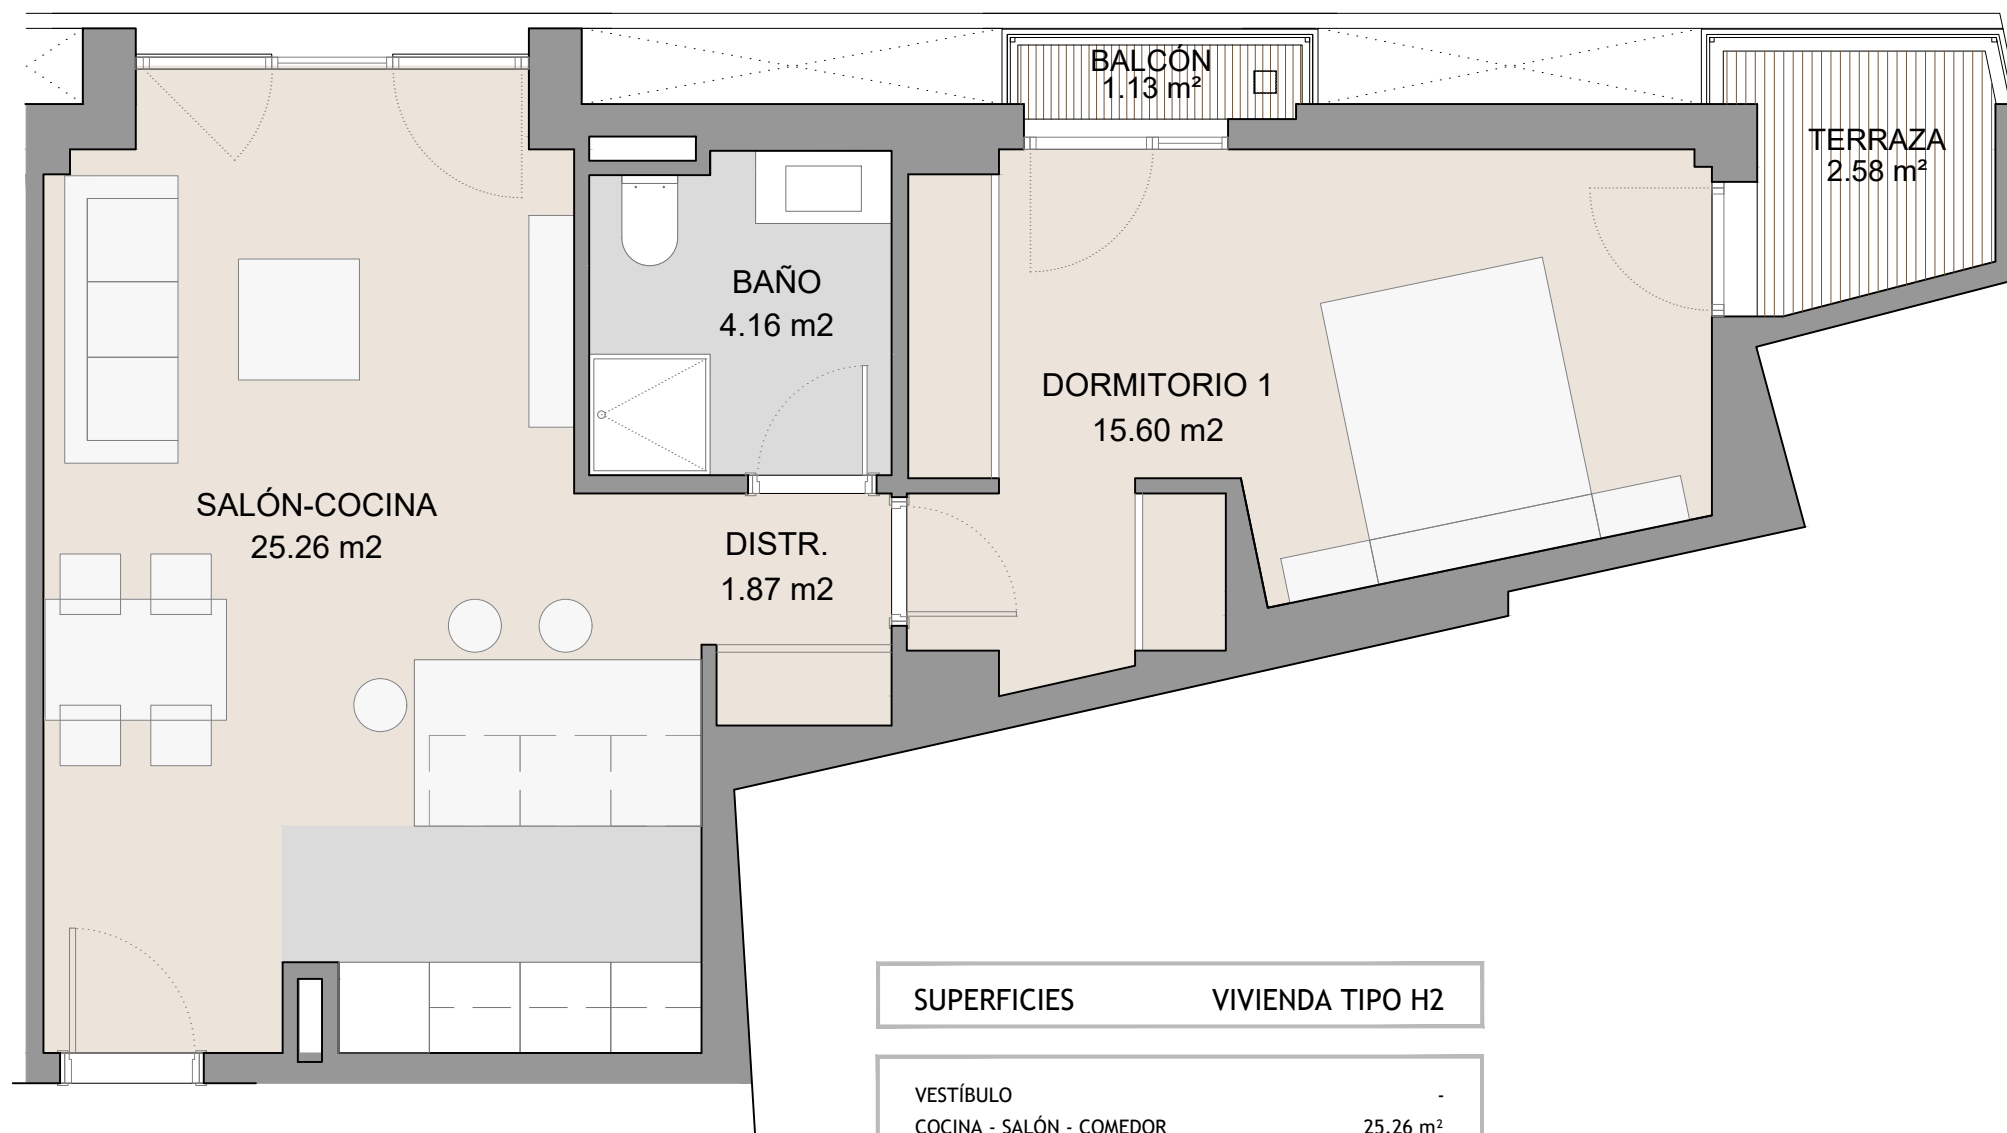 BALCÓN
1.13 m²
TERRAZA
2.58 m²
BAÑO
4.16 m2
DORMITORIO 1
15.60 m2
SALÓN-COCINA
25.26 m2
DISTR.
1.87 m2
SUPERFICIES VIVIENDA TIPO H2
VESTÍBULO -
COCINA - SALÓN - COMEDOR 25.26 m²